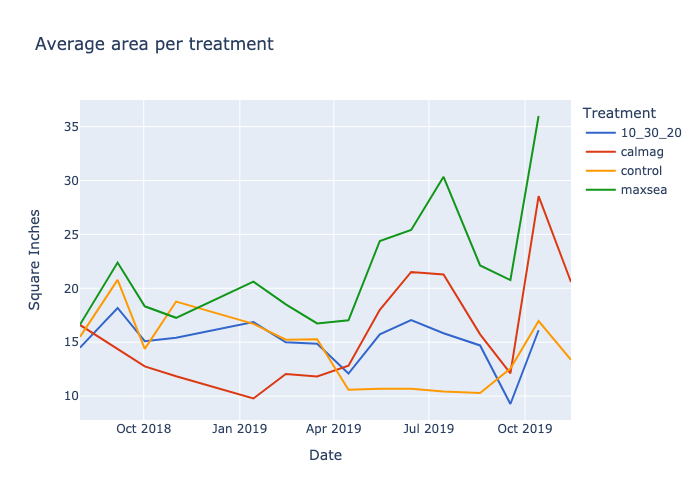 Average area per treatment
Treatment
10_30_20
calmag
control
maxsea
Square Inches
35
30
25
20
15
10
Oct 2018
Jan 2019
Apr 2019
Jul 2019
Oct 2019
Date